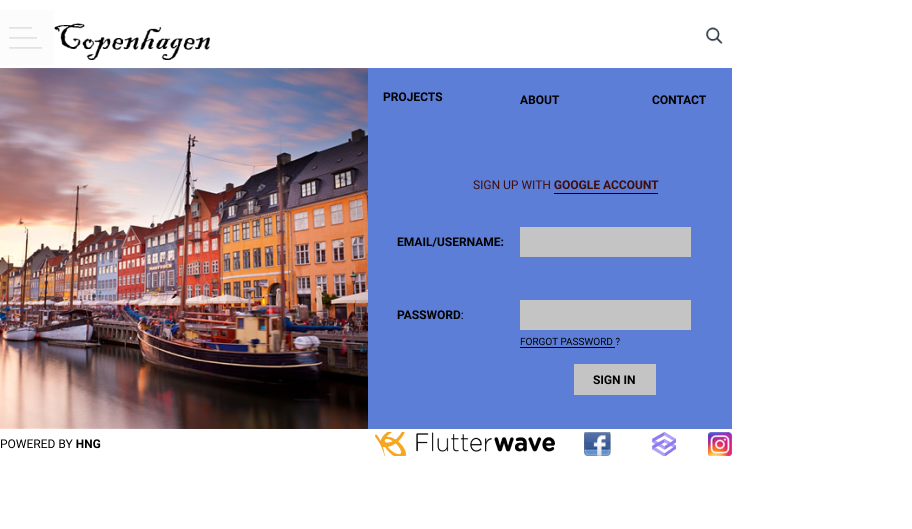 Copenhagen
PROJECTS
ABOUT
CONTACT
SIGN UP WITH GOOGLE ACCOUNT
EMAIL/USERNAME:
PASSWORD:
FORGOT PASSWORD ?
SIGN IN
POWERED BY HNG
Flutterwave